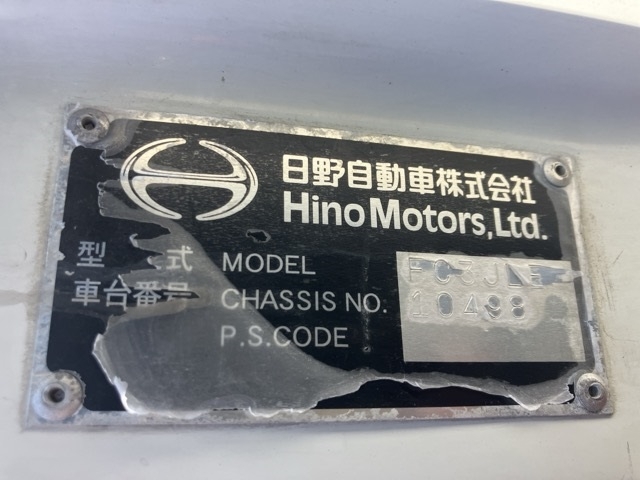 日野自動車株式会社
Hino Motors, Ltd.
型 式 MODEL
車台番号 CHASSIS NO. 10498
P.S.CODE